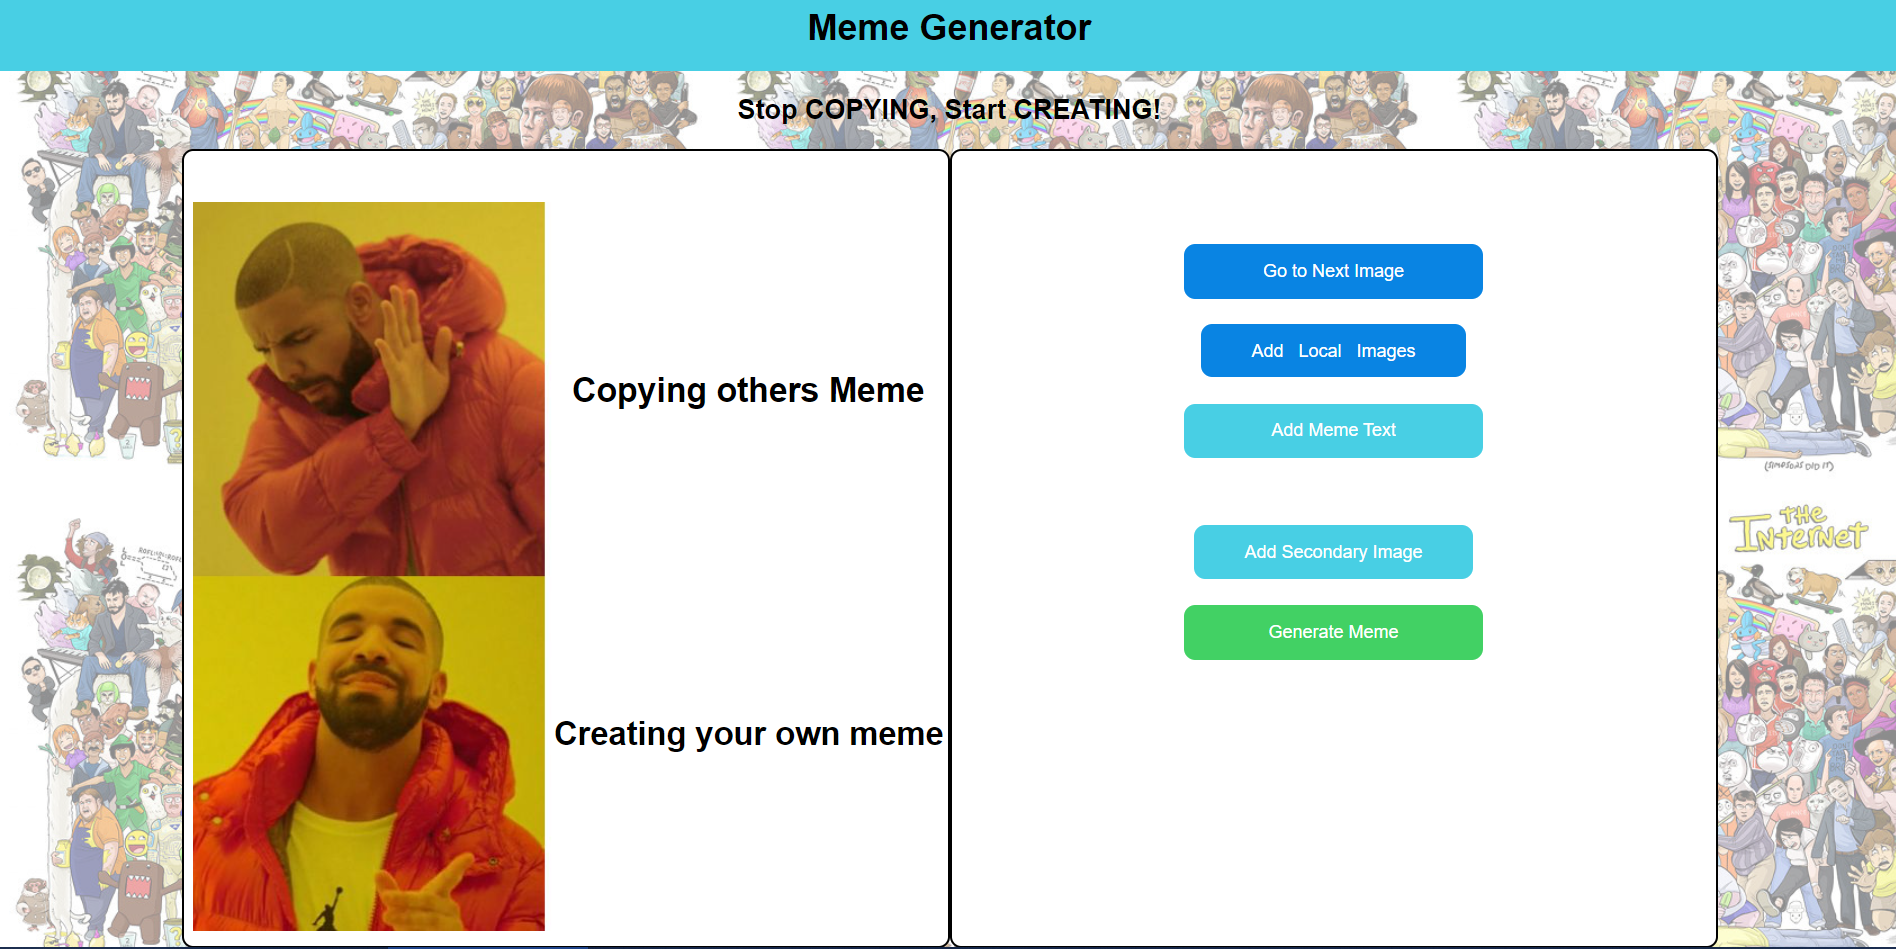 Meme Generator
Stop COPYING, Start CREATING!
Copying others Meme
Creating your own meme
Go to Next Image
Add Local Images
Add Meme Text
Add Secondary Image
Generate Meme
(SIMPSONS DID IT)
THE
INTERNET